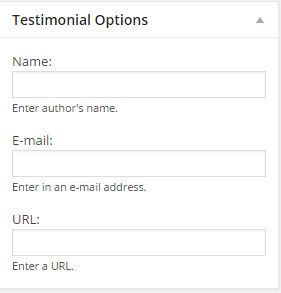 Testimonial Options
Name:
Enter author's name.
E-mail:
Enter in an e-mail address.
URL:
Enter a URL.